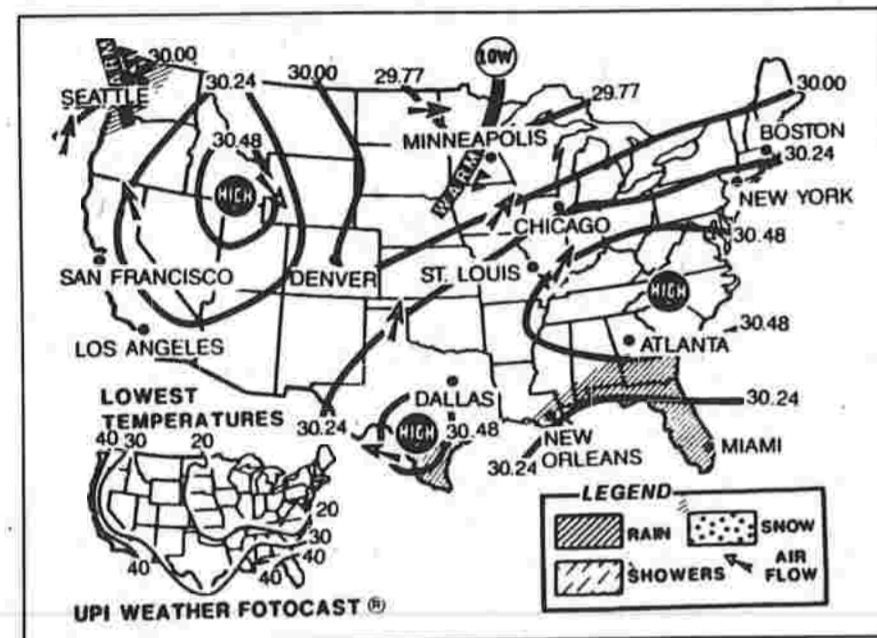 30.00
30.24
30.00
29.77
LOW
29.77
30.00
SEATTLE
30.48
MINNEAPOLIS
BOSTON
30.24
WARM
HIGH
NEW YORK
CHICAGO
30.48
SAN FRANCISCO
DENVER
ST. LOUIS
HIGH
30.48
LOS ANGELES
ATLANTA
LOWEST
TEMPERATURES
DALLAS
30.24
HIGH
30.48
30.24
NEW
ORLEANS
MIAMI
30.24
40
30
20
20
30
40
40
40
LEGEND
RAIN
SNOW
SHOWERS
AIR
FLOW
UPI WEATHER FOTOCAST ®